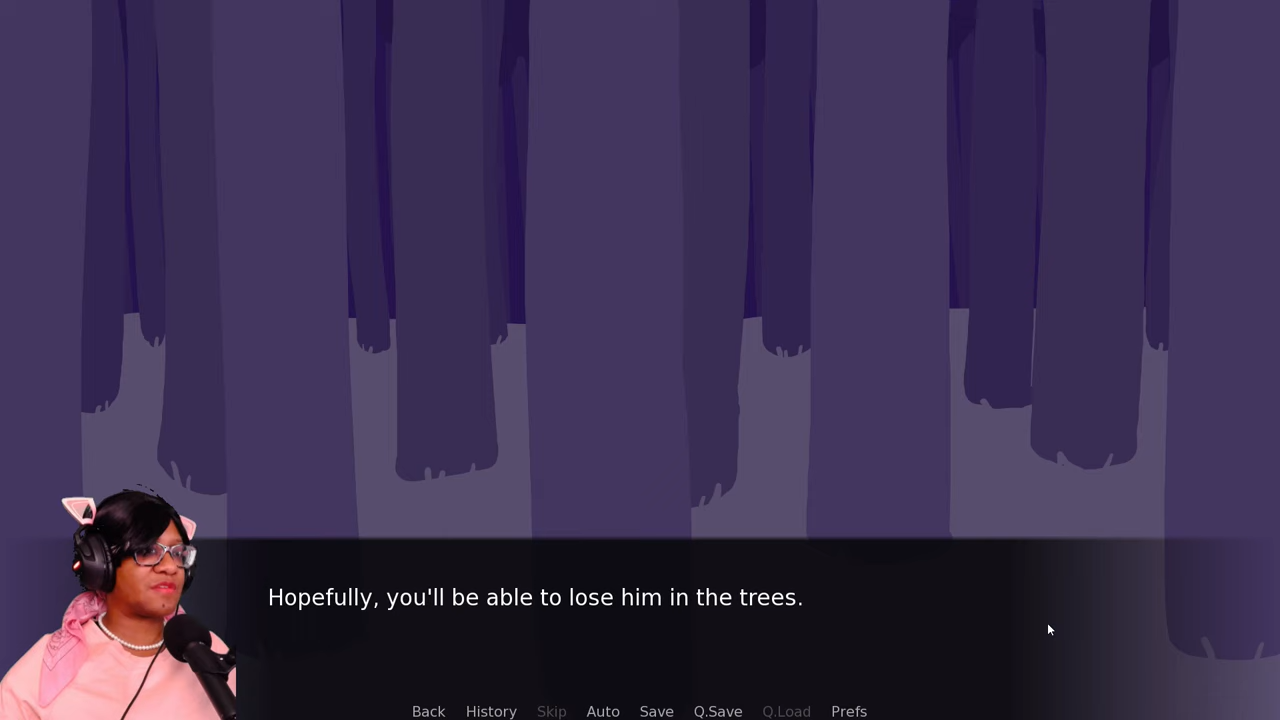 Hopefully, you'll be able to lose him in the trees.
Back History Skip Auto Save Q.Save Q.Load Prefs